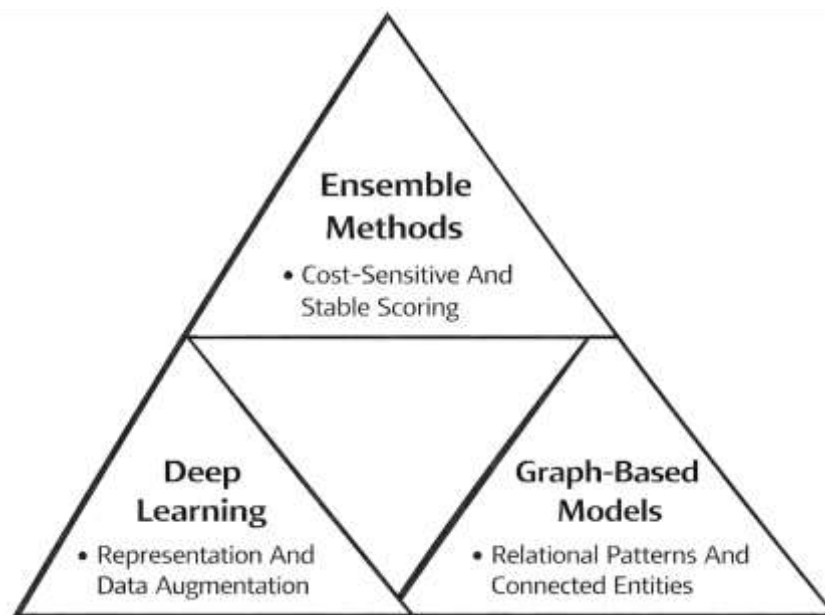 Ensemble
Methods
• Cost-Sensitive And
Stable Scoring
Deep
Learning
• Representation And
Data Augmentation
Graph-Based
Models
• Relational Patterns And
Connected Entities